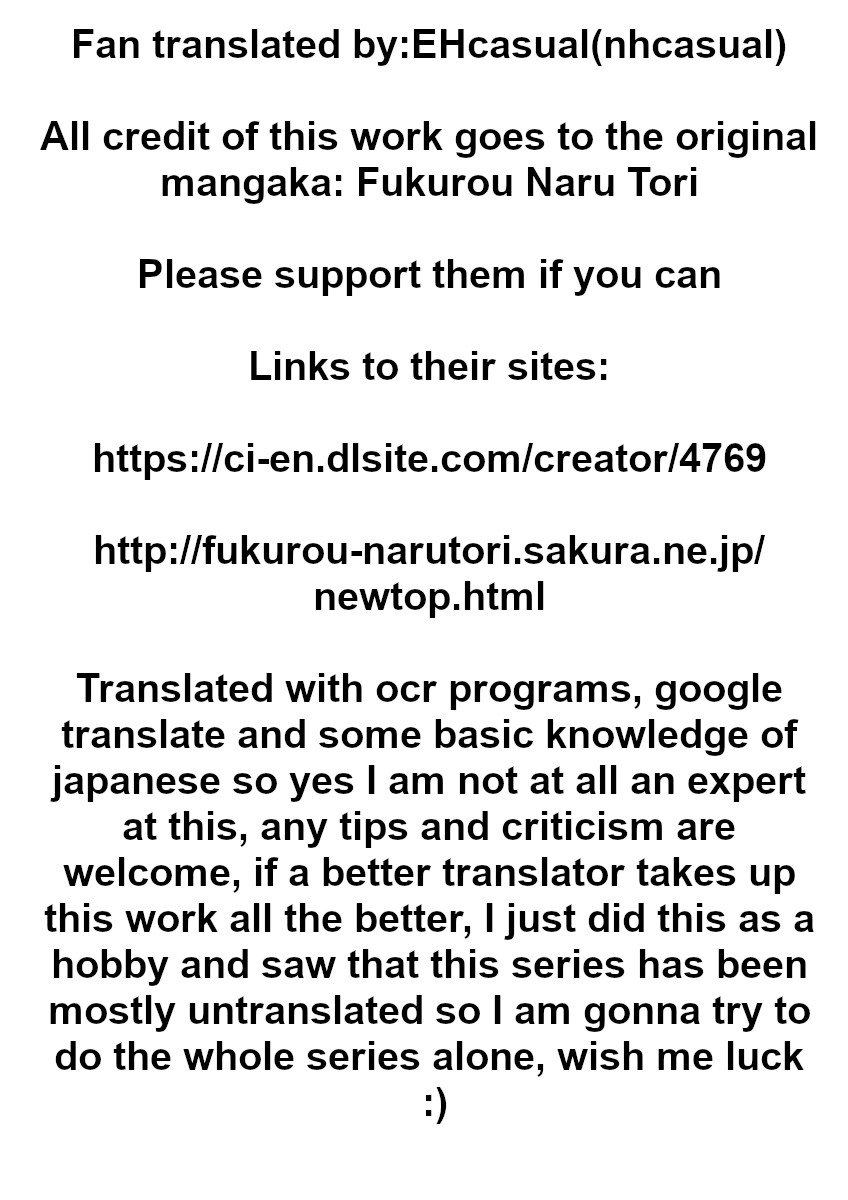 Fan translated by:EHcasual(nhcasual)
All credit of this work goes to the original
mangaka: Fukurou Naru Tori
Please support them if you can
Links to their sites:
https://ci-en.dlsite.com/creator/4769
http://fukurou-narutori.sakura.ne.jp/
newtop.html
Translated with ocr programs, google
translate and some basic knowledge of
japanese so yes I am not at all an expert
at this, any tips and criticism are
welcome, if a better translator takes up
this work all the better, I just did this as a
hobby and saw that this series has been
mostly untranslated so I am gonna try to
do the whole series alone, wish me luck
:)